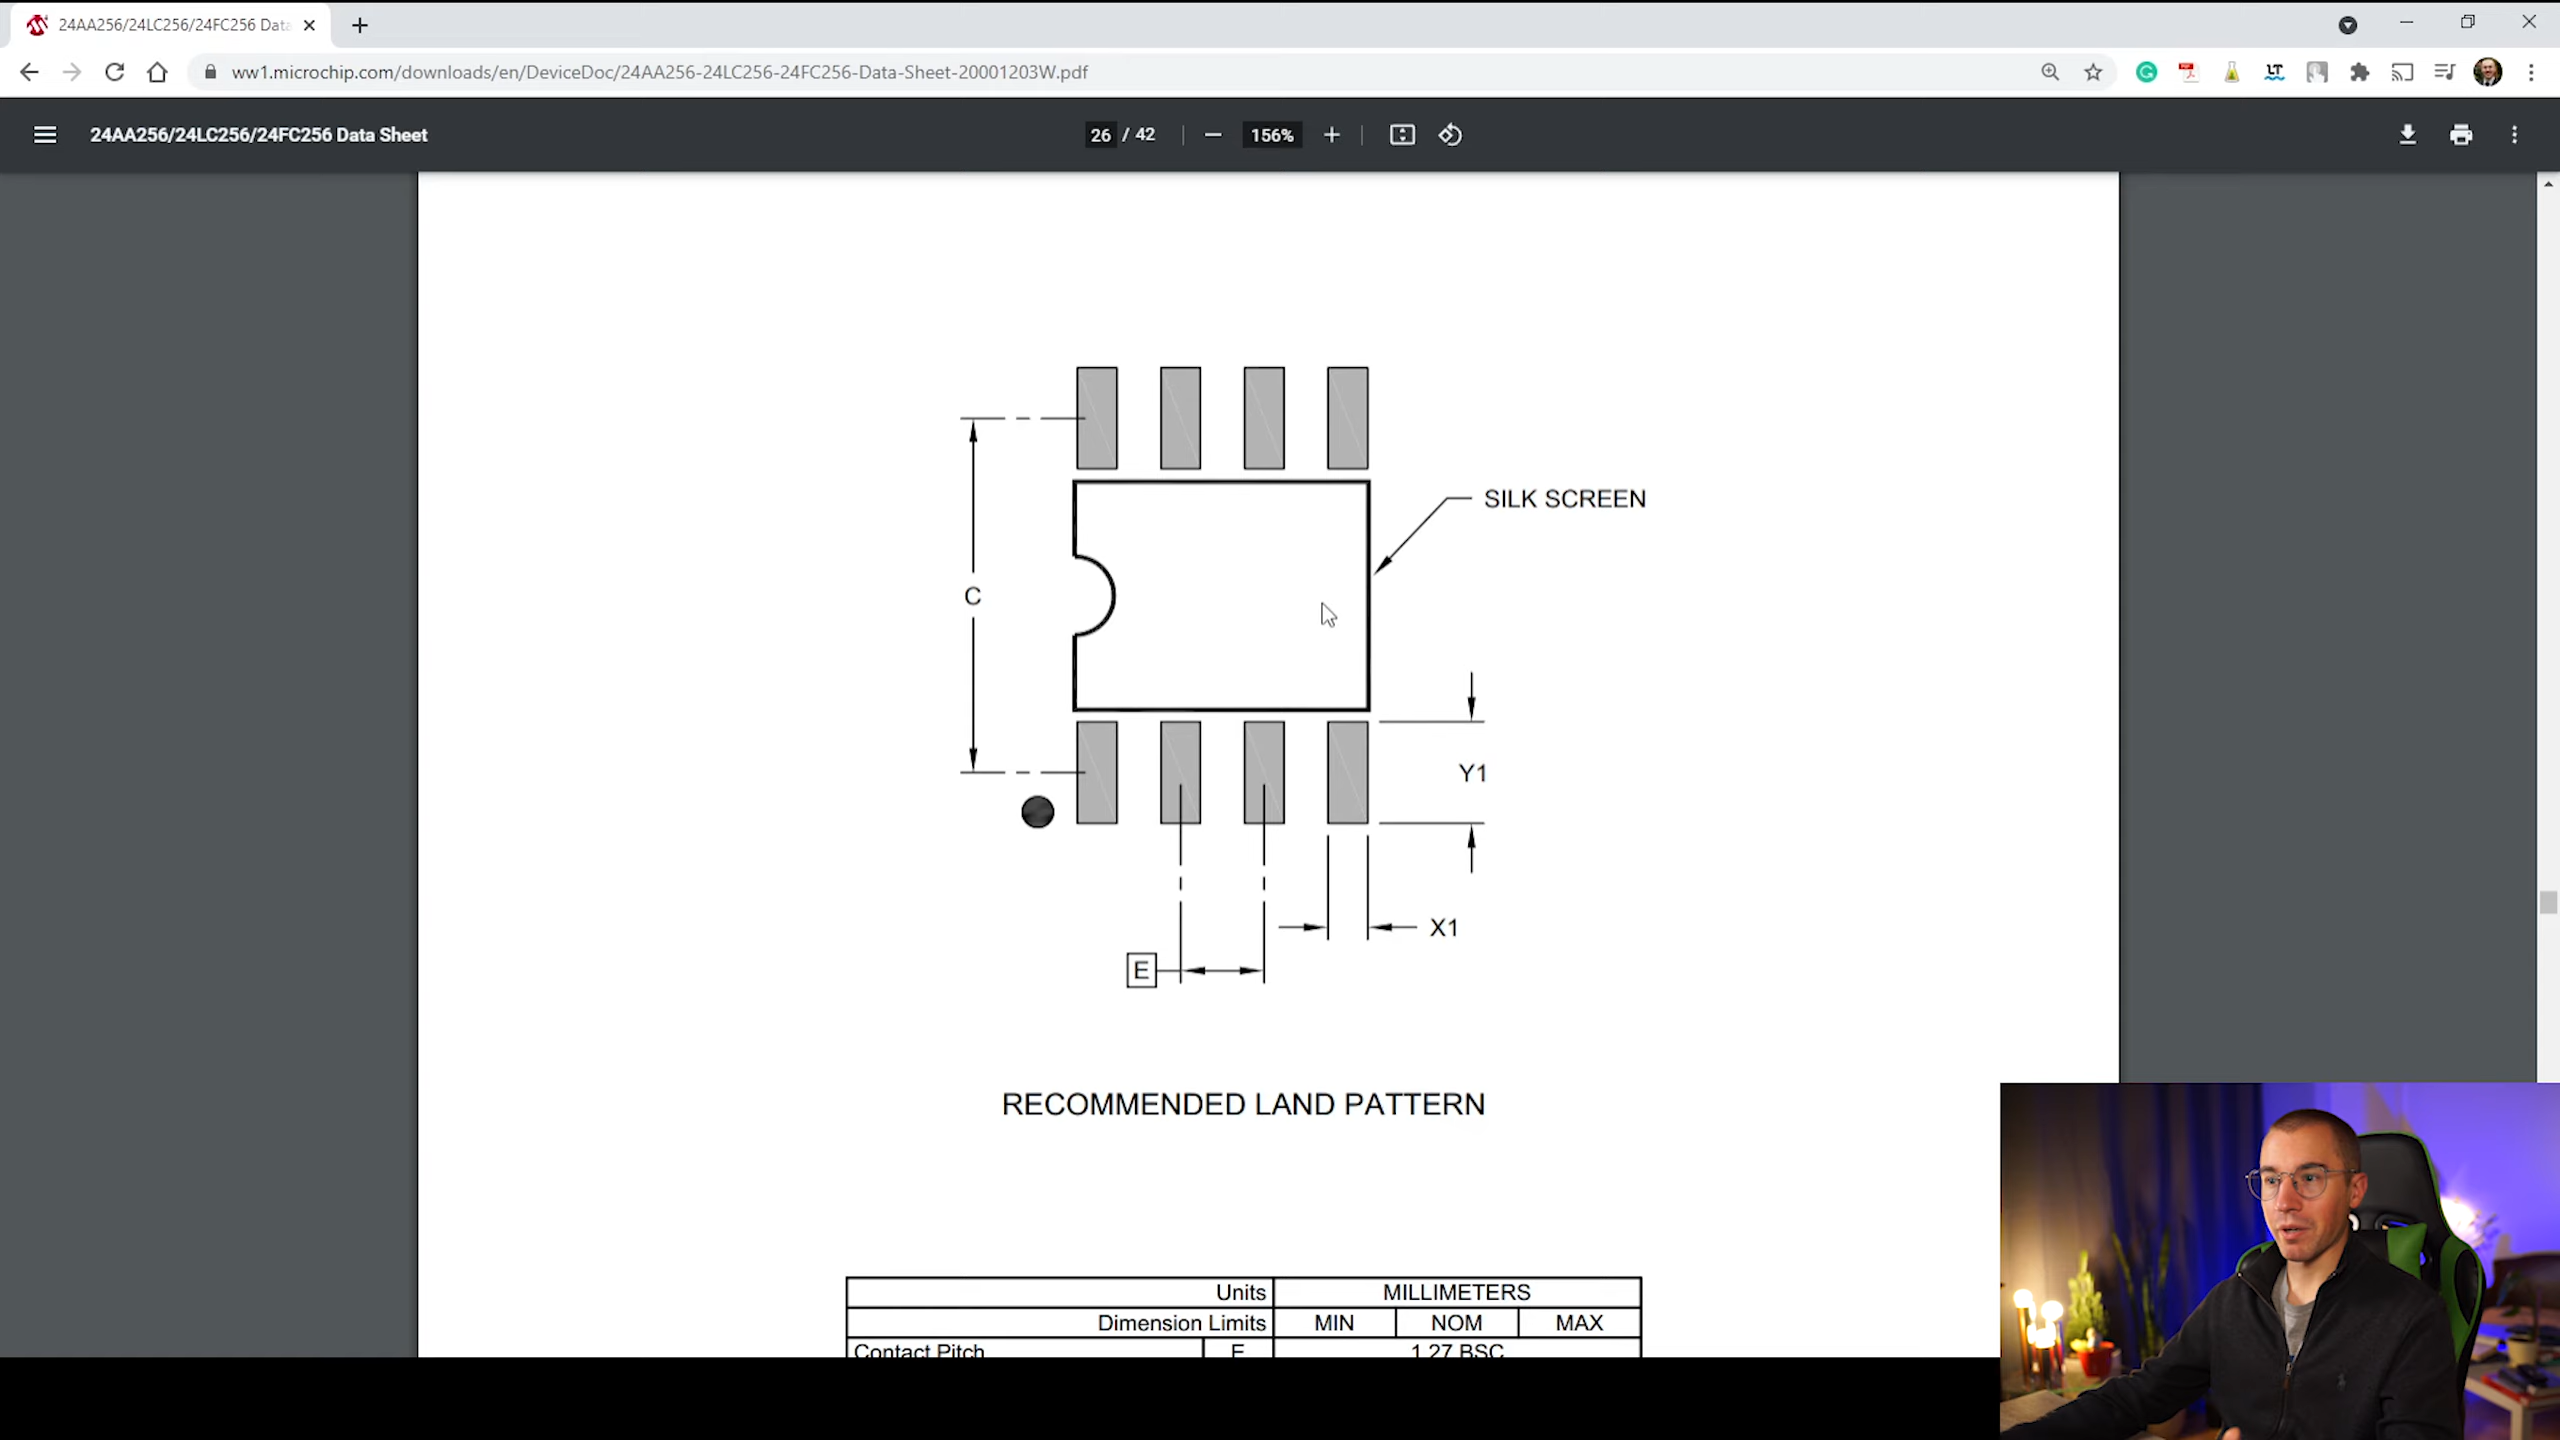 24AA256/24LC256/24FC256 Data
ww1.microchip.com/downloads/en/DeviceDoc/24AA256-24LC256-24FC256-Data-Sheet-20001203W.pdf
LT
24AA256/24LC256/24FC256 Data Sheet
26 / 42
156%
SILK SCREEN
C
Y1
X1
E
RECOMMENDED LAND PATTERN
Units MILLIMETERS
Dimension Limits MIN NOM MAX
Contact Pitch E 1.27 BSC